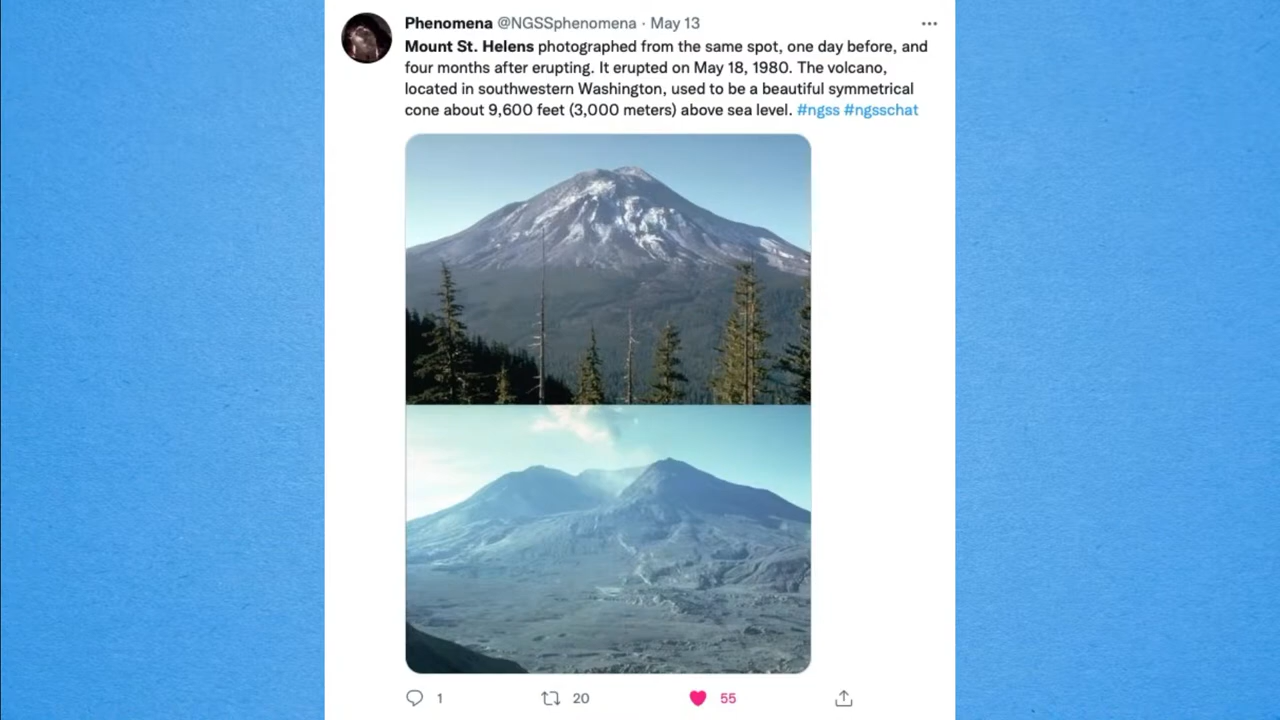 Phenomena @NGSSphenomena · May 13
Mount St. Helens photographed from the same spot, one day before, and
four months after erupting. It erupted on May 18, 1980. The volcano,
located in southwestern Washington, used to be a beautiful symmetrical
cone about 9,600 feet (3,000 meters) above sea level. #ngss #ngsschat
1 20 55